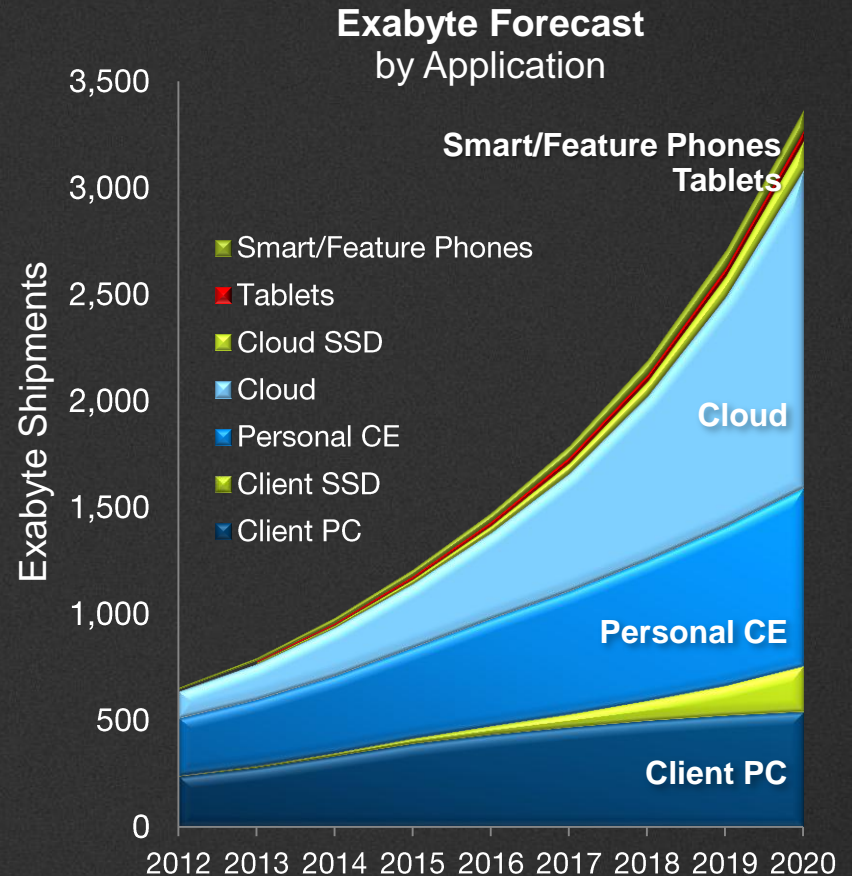 Exabyte Forecast
by Application
3,500
3,000
2,500
2,000
1,500
1,000
500
0
Exabyte Shipments
Smart/Feature Phones
Tablets
Smart/Feature Phones
Tablets
Cloud SSD
Cloud
Personal CE
Client SSD
Client PC
Cloud
Personal CE
Client PC
2012 2013 2014 2015 2016 2017 2018 2019 2020